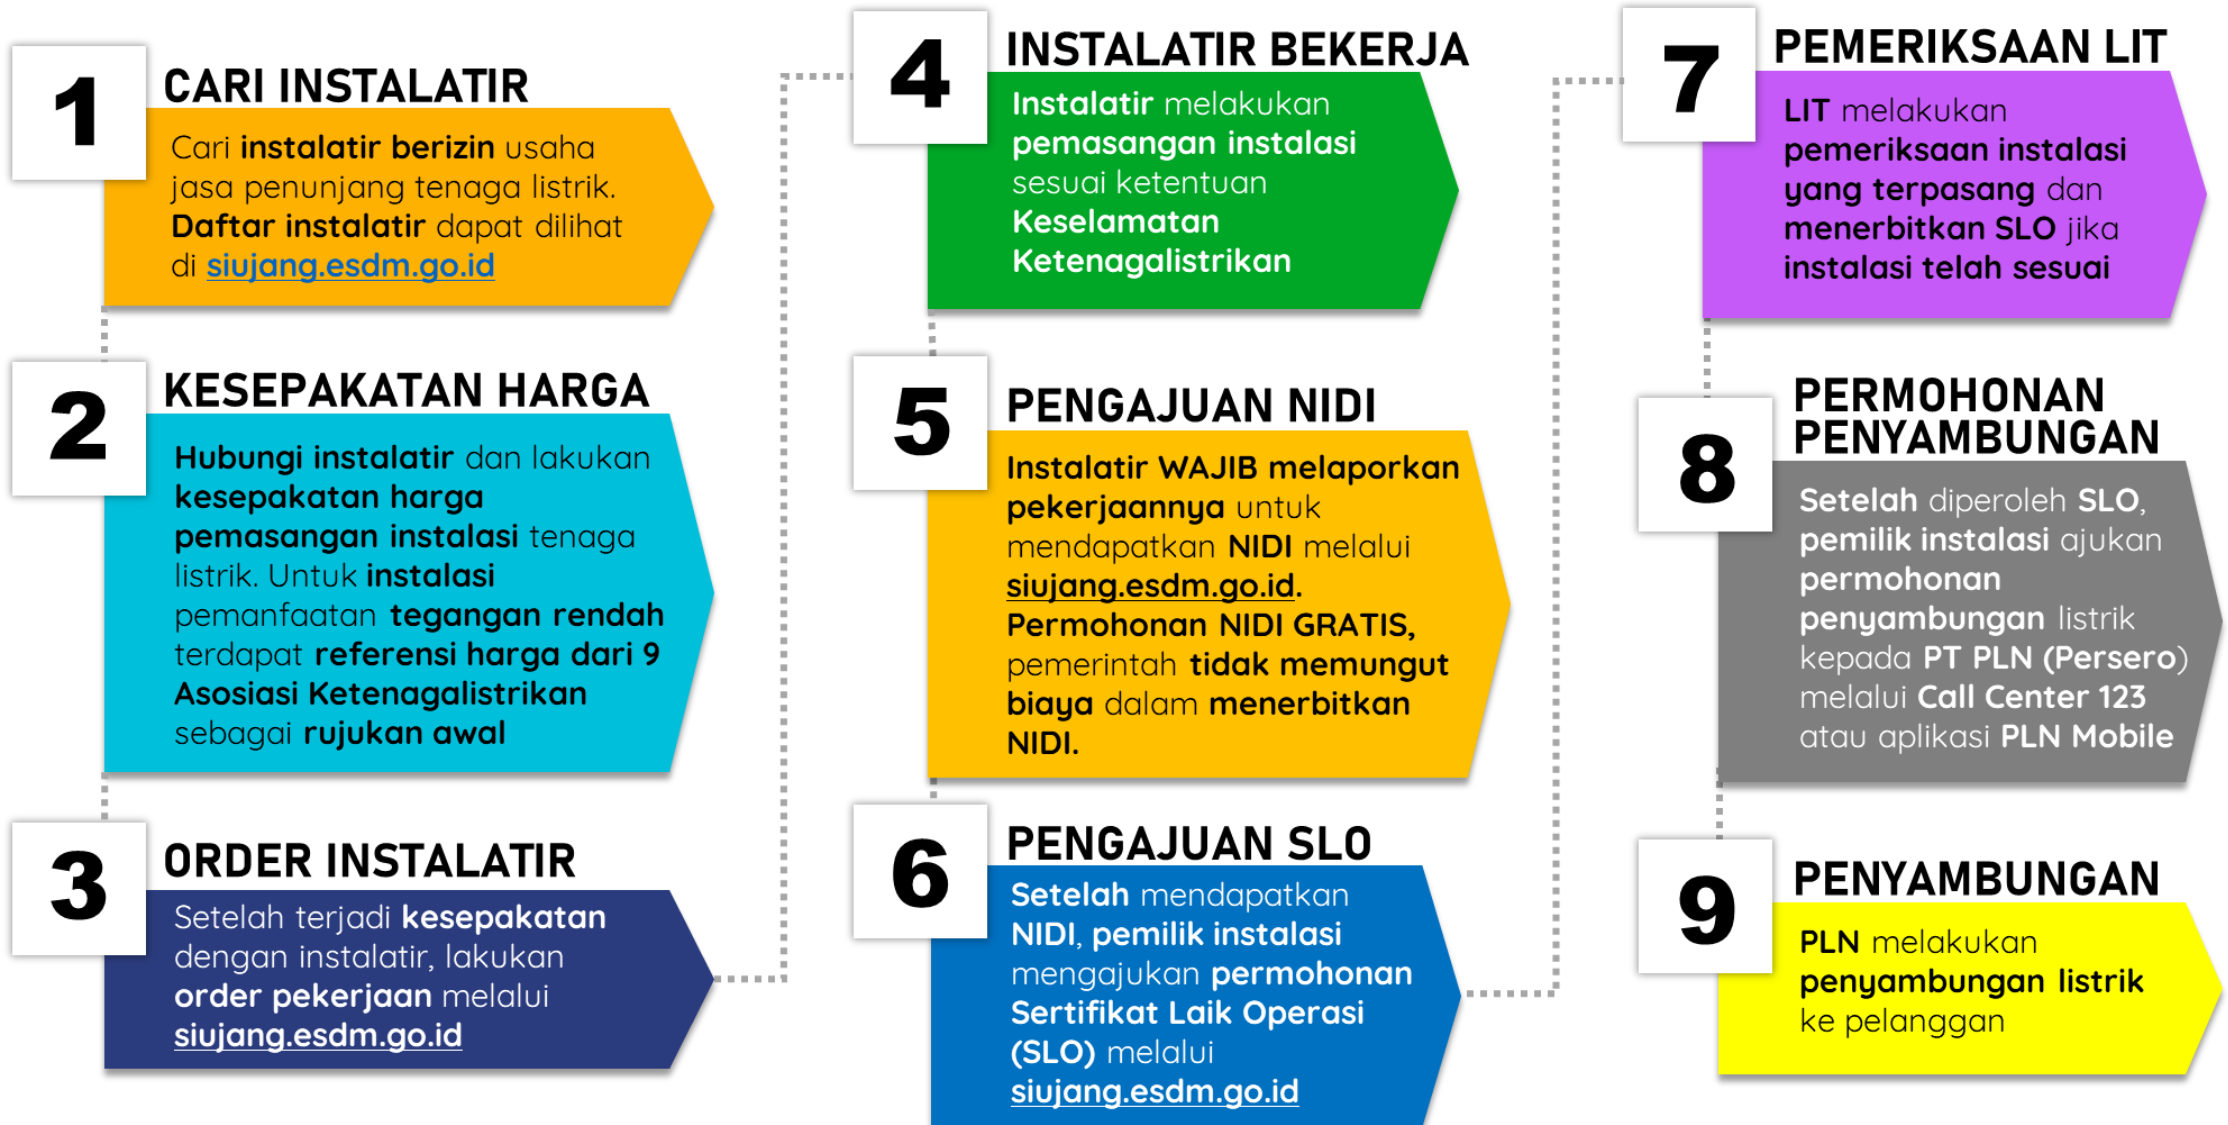 1
CARI INSTALATIR
Cari instalatir berizin usaha
jasa penunjang tenaga listrik.
Daftar instalatir dapat dilihat
di siujang.esdm.go.id
2
KESEPAKATAN HARGA
Hubungi instalatir dan lakukan
kesepakatan harga
pemasangan instalasi tenaga
listrik. Untuk instalasi
pemanfaatan tegangan rendah
terdapat referensi harga dari 9
Asosiasi Ketenagalistrikan
sebagai rujukan awal
3
ORDER INSTALATIR
Setelah terjadi kesepakatan
dengan instalatir, lakukan
order pekerjaan melalui
siujang.esdm.go.id
4
INSTALATIR BEKERJA
Instalatir melakukan
pemasangan instalasi
sesuai ketentuan
Keselamatan
Ketenagalistrikan
5
PENGAJUAN NIDI
Instalatir WAJIB melaporkan
pekerjaannya untuk
mendapatkan NIDI melalui
siujang.esdm.go.id.
Permohonan NIDI GRATIS,
pemerintah tidak memungut
biaya dalam menerbitkan
NIDI.
6
PENGAJUAN SLO
Setelah mendapatkan
NIDI, pemilik instalasi
mengajukan permohonan
Sertifikat Laik Operasi
(SLO) melalui
siujang.esdm.go.id
7
PEMERIKSAAN LIT
LIT melakukan
pemeriksaan instalasi
yang terpasang dan
menerbitkan SLO jika
instalasi telah sesuai
8
PERMOHONAN
PENYAMBUNGAN
Setelah diperoleh SLO,
pemilik instalasi ajukan
permohonan
penyambungan listrik
kepada PT PLN (Persero)
melalui Call Center 123
atau aplikasi PLN Mobile
9
PENYAMBUNGAN
PLN melakukan
penyambungan listrik
ke pelanggan